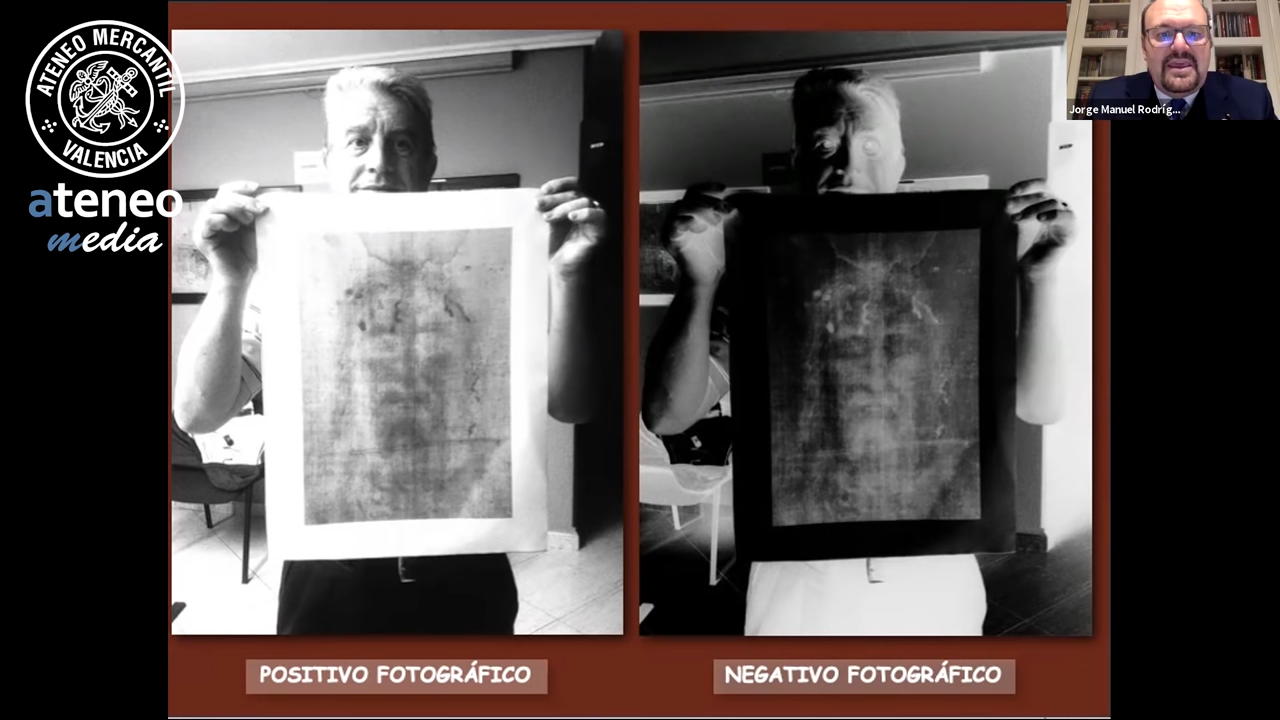 ATENEO MERCANTIL
VALENCIA
ateneo
media
Jorge Manuel Rodríg...
POSITIVO FOTOGRÁFICO
NEGATIVO FOTOGRÁFICO